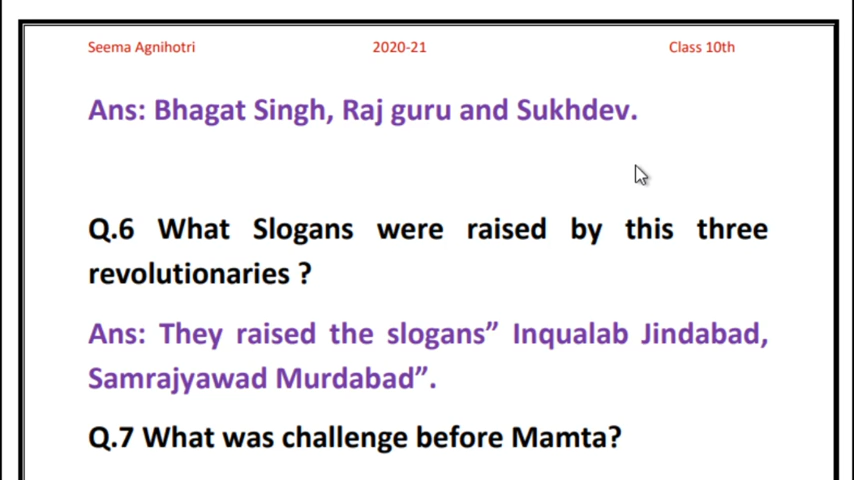 Seema Agnihotri 2020-21 Class 10th
Ans: Bhagat Singh, Raj guru and Sukhdev.
Q.6 What Slogans were raised by this three
revolutionaries ?
Ans: They raised the slogans” Inqualab Jindabad,
Samrajyawad Murdabad”.
Q.7 What was challenge before Mamta?